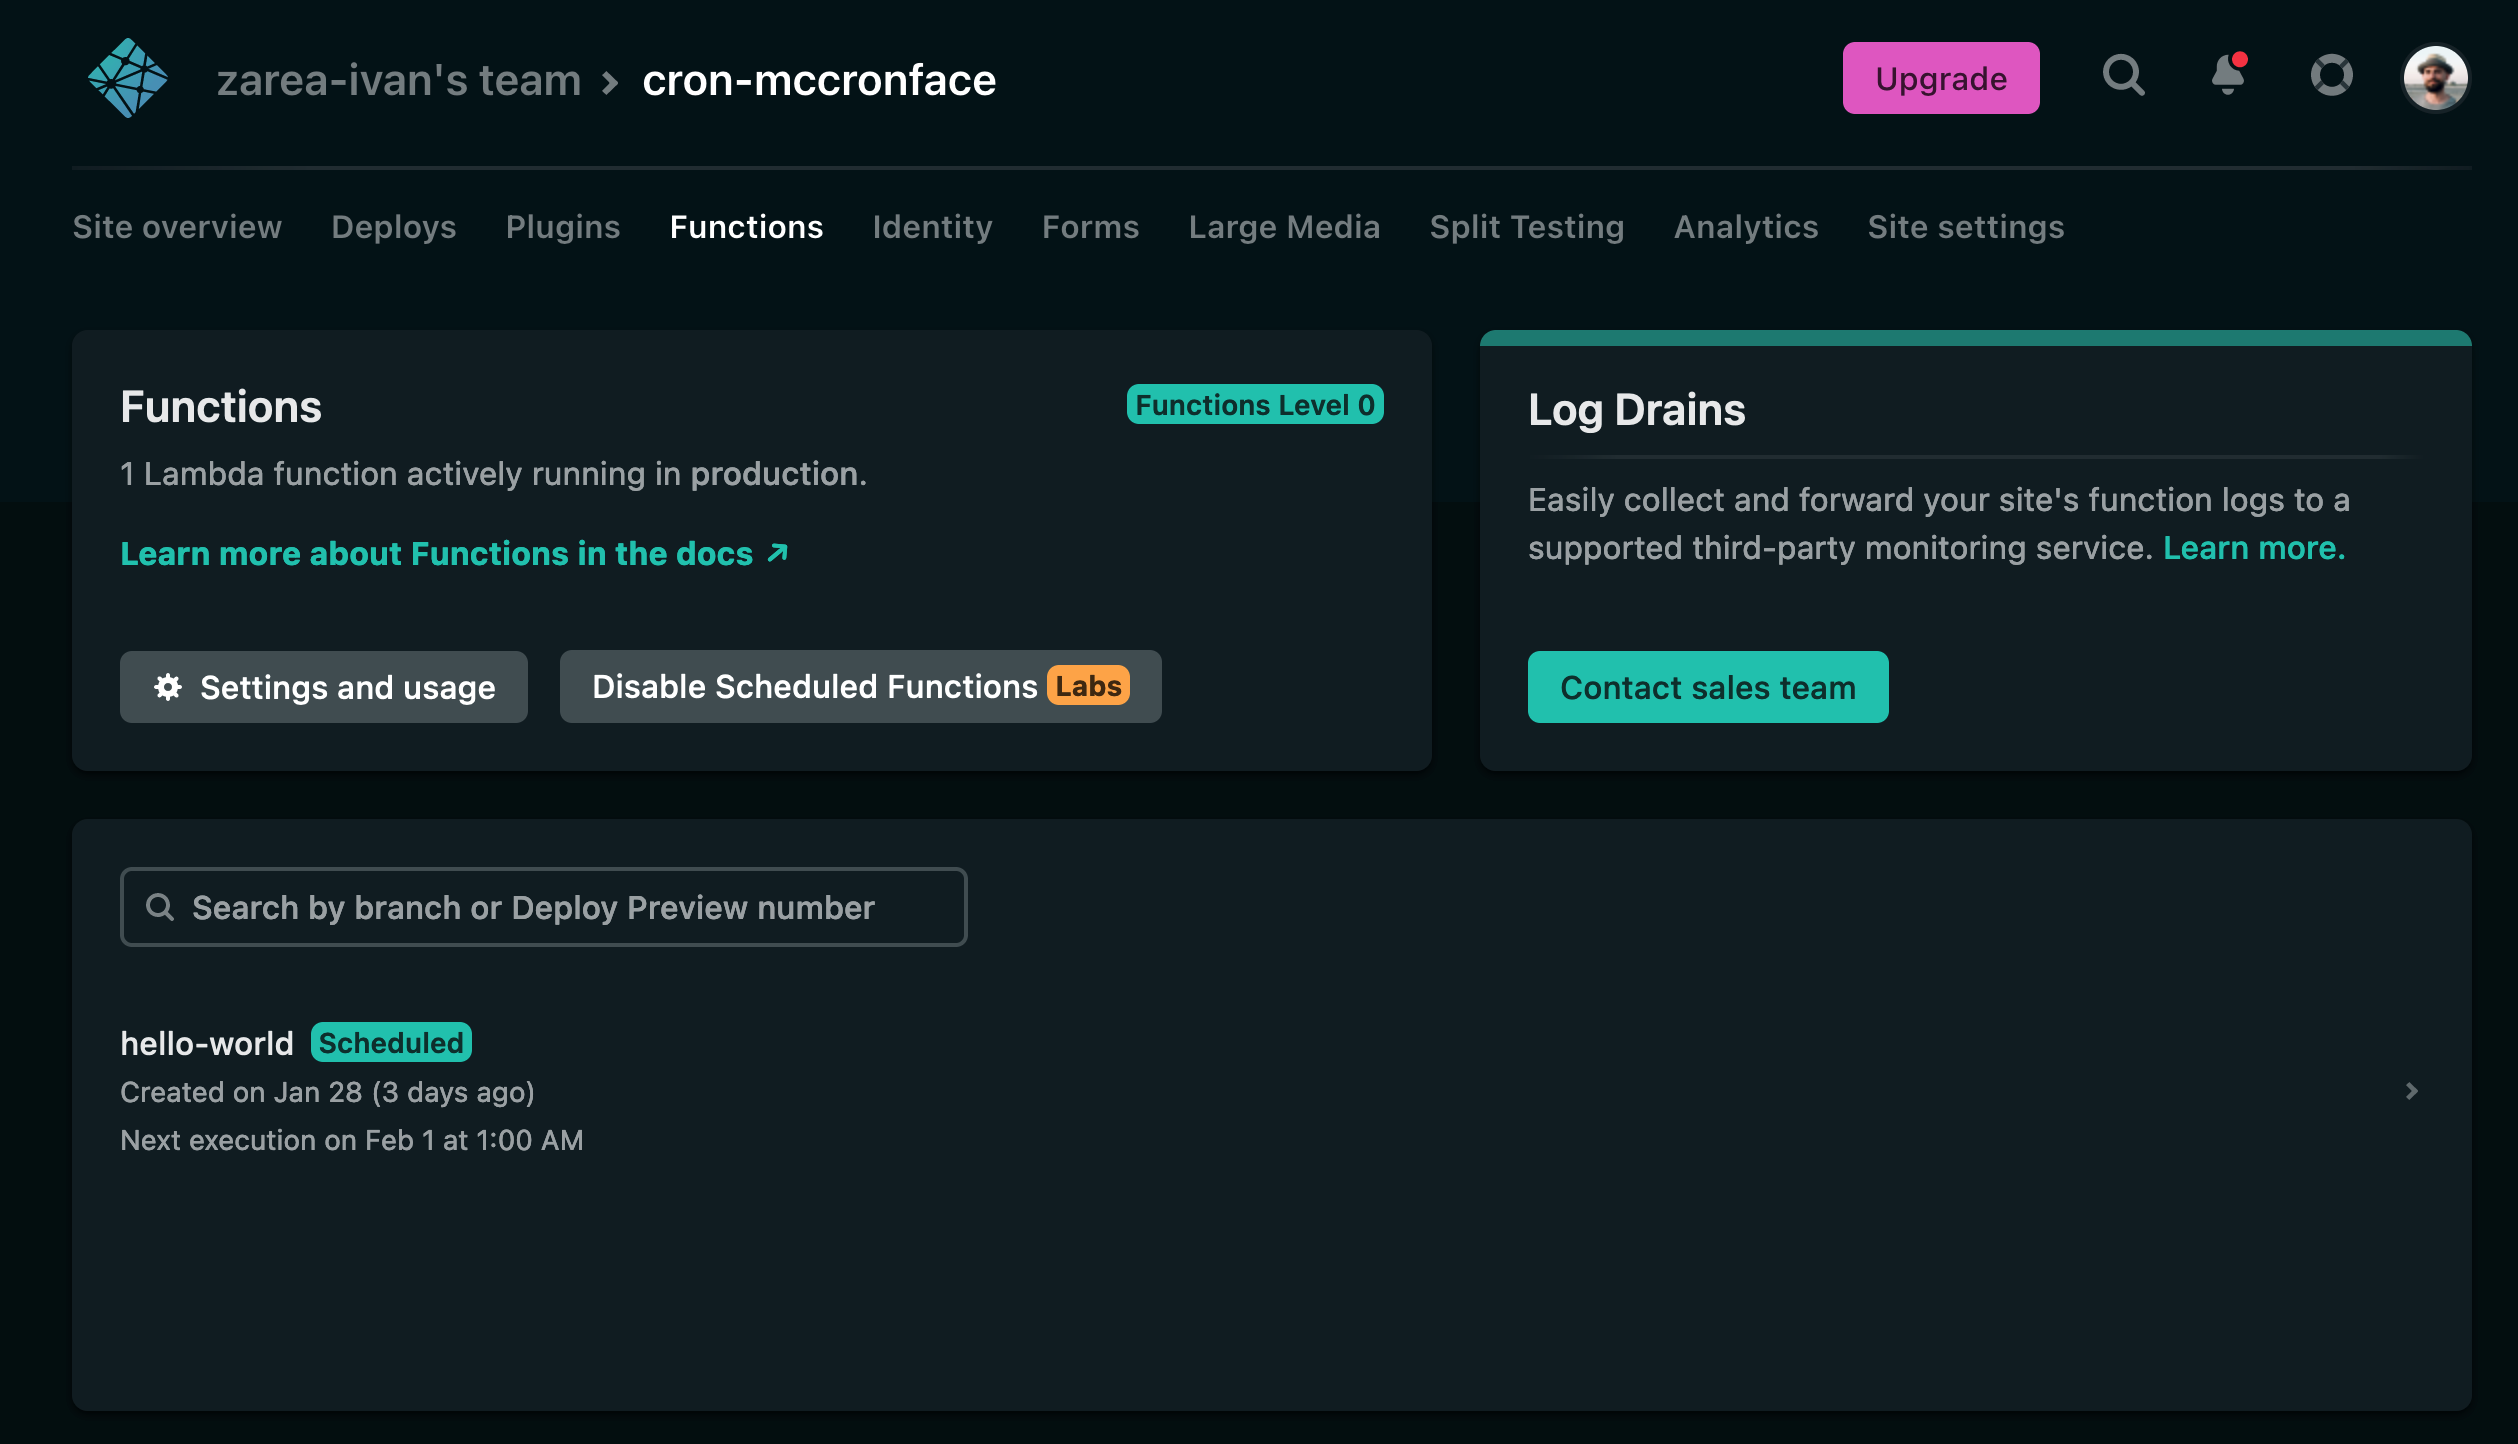 zarea-ivan's team > cron-mccronface
Upgrade
Site overview Deploys Plugins Functions Identity Forms Large Media Split Testing Analytics Site settings
Functions
Functions Level 0
1 Lambda function actively running in production.
Learn more about Functions in the docs
Settings and usage
Disable Scheduled Functions Labs
Log Drains
Easily collect and forward your site's function logs to a
supported third-party monitoring service. Learn more.
Contact sales team
Search by branch or Deploy Preview number
hello-world Scheduled
Created on Jan 28 (3 days ago)
Next execution on Feb 1 at 1:00 AM